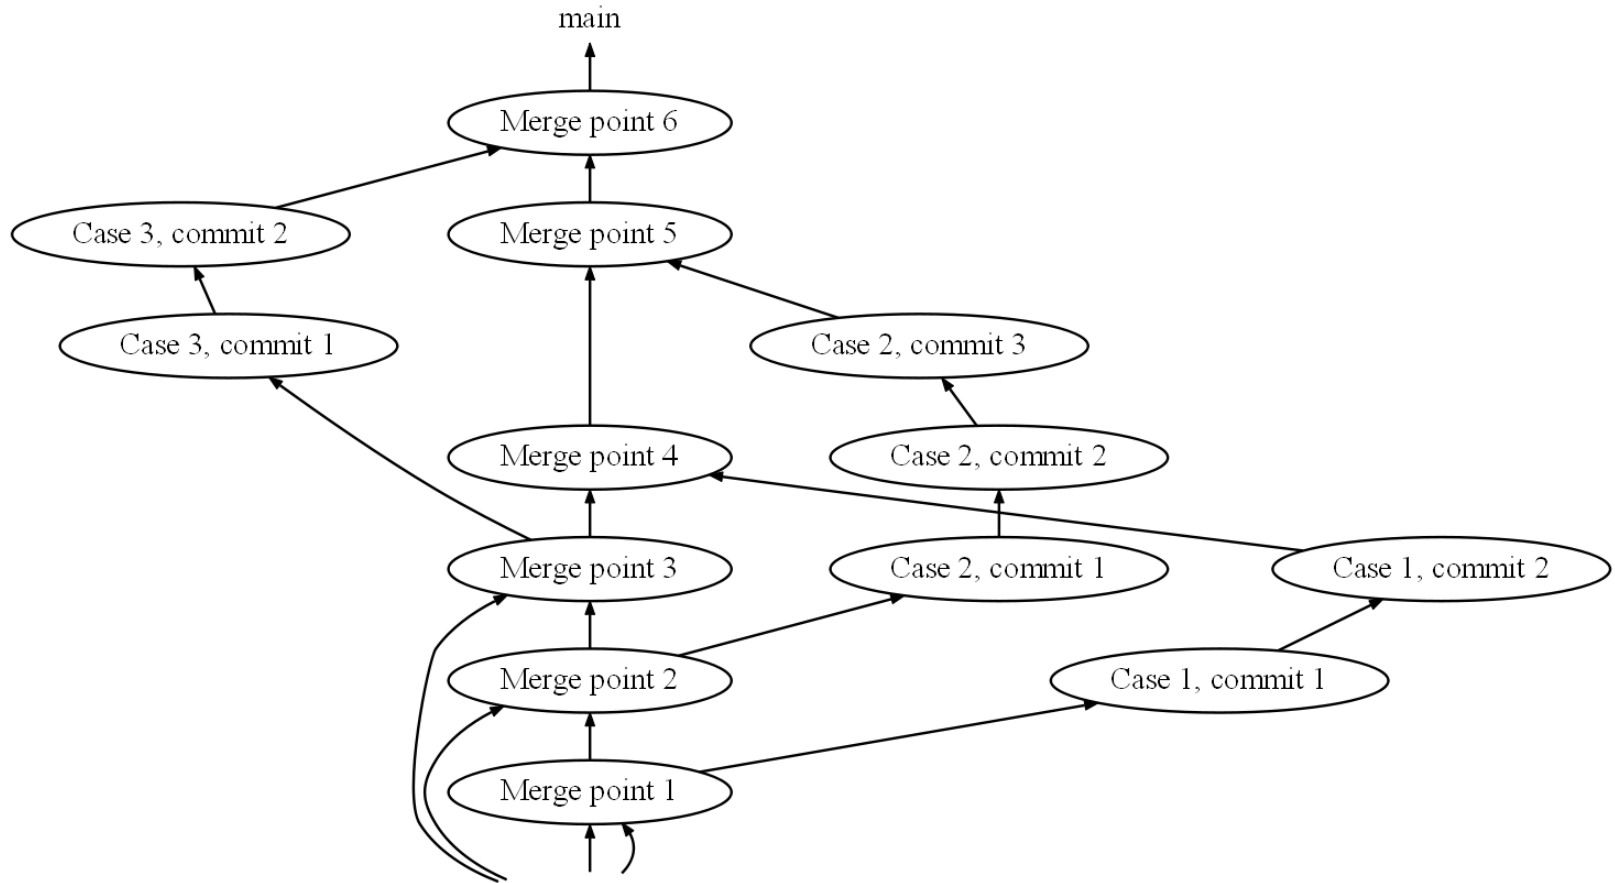 main
Merge point 6
Case 3, commit 2
Merge point 5
Case 3, commit 1
Case 2, commit 3
Merge point 4
Case 2, commit 2
Merge point 3
Case 2, commit 1
Case 1, commit 2
Merge point 2
Case 1, commit 1
Merge point 1